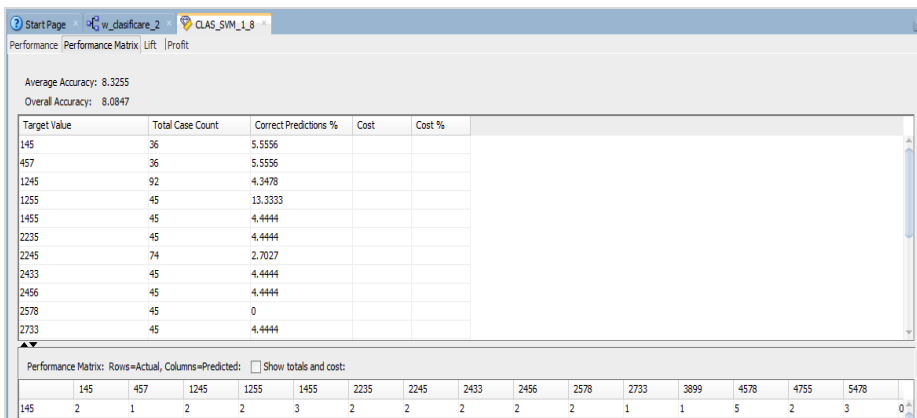 Start Page w_clasificare_2 CLAS_SVM_1_8
Performance Performance Matrix Lift Profit
Average Accuracy: 8.3255
Overall Accuracy: 8.0847
Target Value Total Case Count Correct Predictions % Cost Cost %
145 36 5.5556
457 36 5.5556
1245 92 4.3478
1255 45 13.3333
1455 45 4.4444
2235 45 4.4444
2245 74 2.7027
2433 45 4.4444
2456 45 4.4444
2578 45 0
2733 45 4.4444
Performance Matrix: Rows=Actual, Columns=Predicted: Show totals and cost:
145 457 1245 1255 1455 2235 2245 2433 2456 2578 2733 3899 4578 4755 5478
145 2 1 2 2 3 2 2 2 2 2 1 1 5 2 3 0